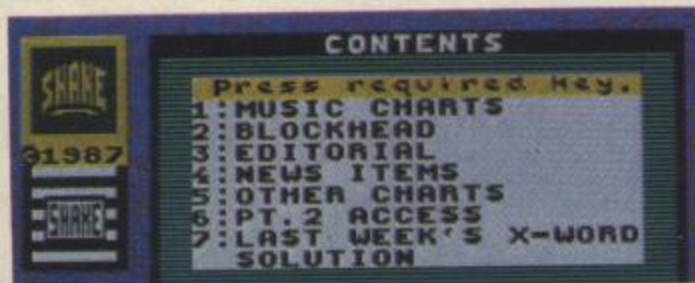 CONTENTS
Press required key.
1:MUSIC CHARTS
2:BLOCKHEAD
3:EDITORIAL
4:NEWS ITEMS
5:OTHER CHARTS
6:PT.2 ACCESS
7:LAST WEEK'S X-WORD
SOLUTION
SHAKE
©1987
SHAKE